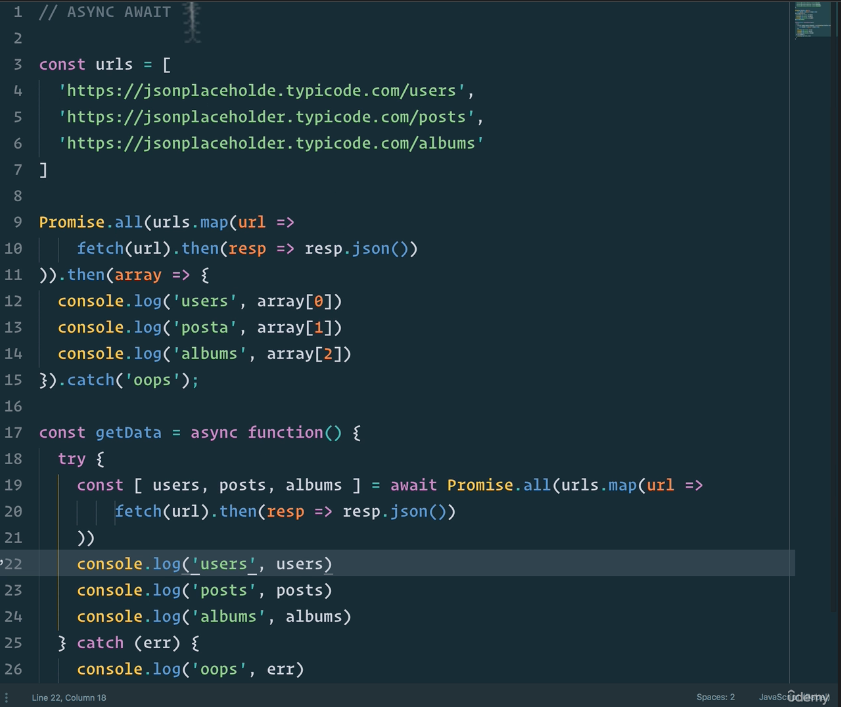 1 // ASYNC AWAIT
2
3 const urls = [
4 'https://jsonplaceholde.typicode.com/users',
5 'https://jsonplaceholder.typicode.com/posts',
6 'https://jsonplaceholder.typicode.com/albums'
7 ]
8
9 Promise.all(urls.map(url =>
10 fetch(url).then(resp => resp.json())
11 )).then(array => {
12 console.log('users', array[0])
13 console.log('posta', array[1])
14 console.log('albums', array[2])
15 }).catch('oops');
16
17 const getData = async function() {
18 try {
19 const [ users, posts, albums ] = await Promise.all(urls.map(url =>
20 fetch(url).then(resp => resp.json())
21 ))
22 console.log('users', users)
23 console.log('posts', posts)
24 console.log('albums', albums)
25 } catch (err) {
26 console.log('oops', err)
Line 22, Column 18
Spaces: 2
ûdemy